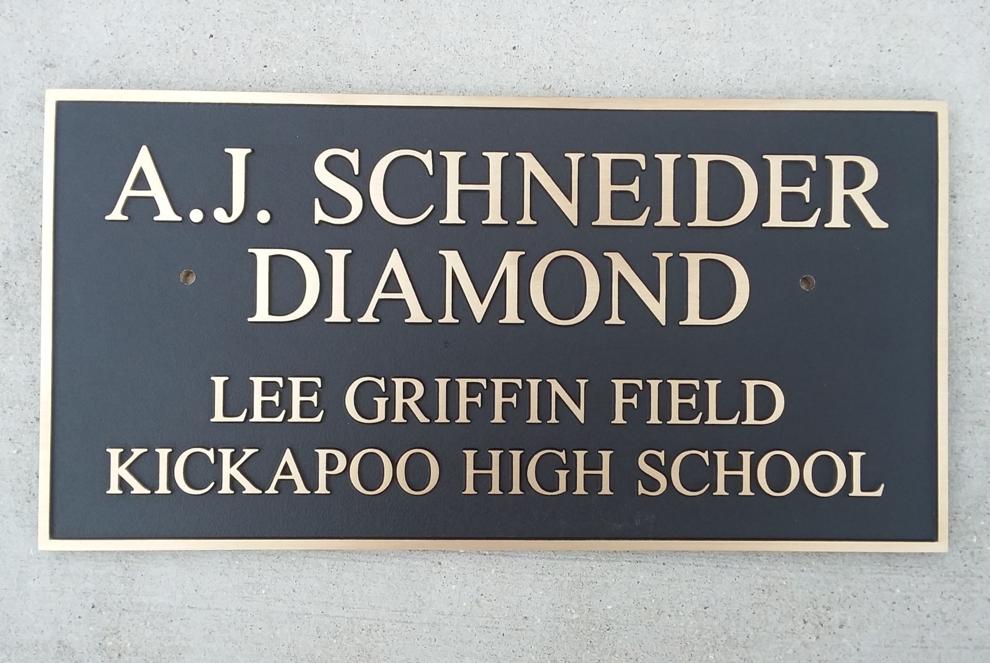 A.J. SCHNEIDER
DIAMOND
LEE GRIFFIN FIELD
KICKAPOO HIGH SCHOOL